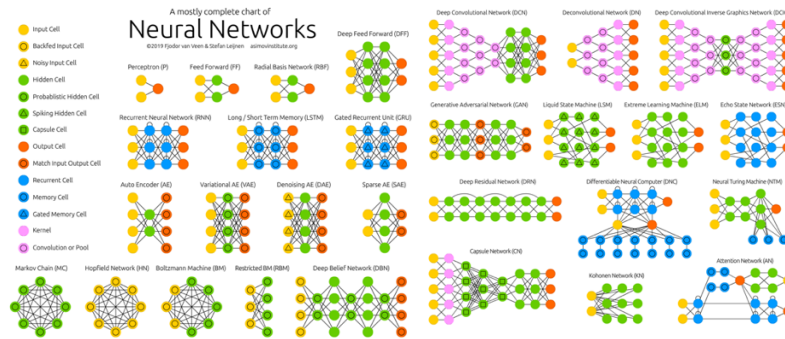 A mostly complete chart of
Neural Networks
©2019 Fjodor van Veen & Stefan Leijnen asimovinstitute.org
Input Cell
Backfed Input Cell
Noisy Input Cell
Hidden Cell
Probablistic Hidden Cell
Spiking Hidden Cell
Capsule Cell
Output Cell
Match Input Output Cell
Recurrent Cell
Memory Cell
Gated Memory Cell
Kernel
Convolution or Pool
Perceptron (P)
Feed Forward (FF)
Radial Basis Network (RBF)
Deep Feed Forward (DFF)
Recurrent Neural Network (RNN)
Long / Short Term Memory (LSTM)
Gated Recurrent Unit (GRU)
Auto Encoder (AE)
Variational AE (VAE)
Denoising AE (DAE)
Sparse AE (SAE)
Markov Chain (MC)
Hopfield Network (HN)
Boltzmann Machine (BM)
Restricted BM (RBM)
Deep Belief Network (DBN)
Deep Convolutional Network (DCN)
Deconvolutional Network (DN)
Deep Convolutional Inverse Graphics Network (DCI
Generative Adversarial Network (GAN)
Liquid State Machine (LSM)
Extreme Learning Machine (ELM)
Echo State Network (ESN)
Deep Residual Network (DRN)
Differentiable Neural Computer (DNC)
Neural Turing Machine (NTM)
Capsule Network (CN)
Kohonen Network (KN)
Attention Network (AN)